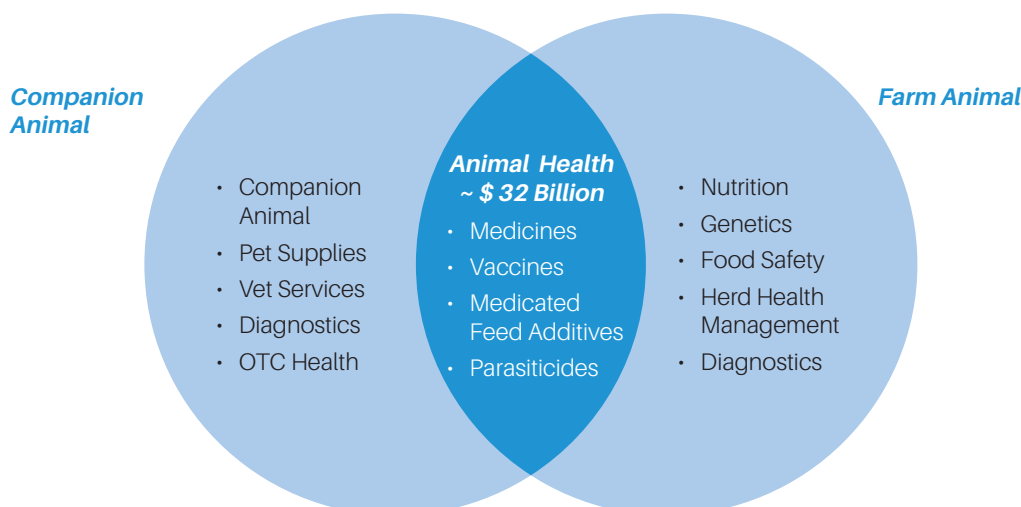 Companion
Animal
• Companion
Animal
• Pet Supplies
• Vet Services
• Diagnostics
• OTC Health
Animal Health
~ $ 32 Billion
• Medicines
• Vaccines
• Medicated
Feed Additives
• Parasiticides
Farm Animal
• Nutrition
• Genetics
• Food Safety
• Herd Health
Management
• Diagnostics